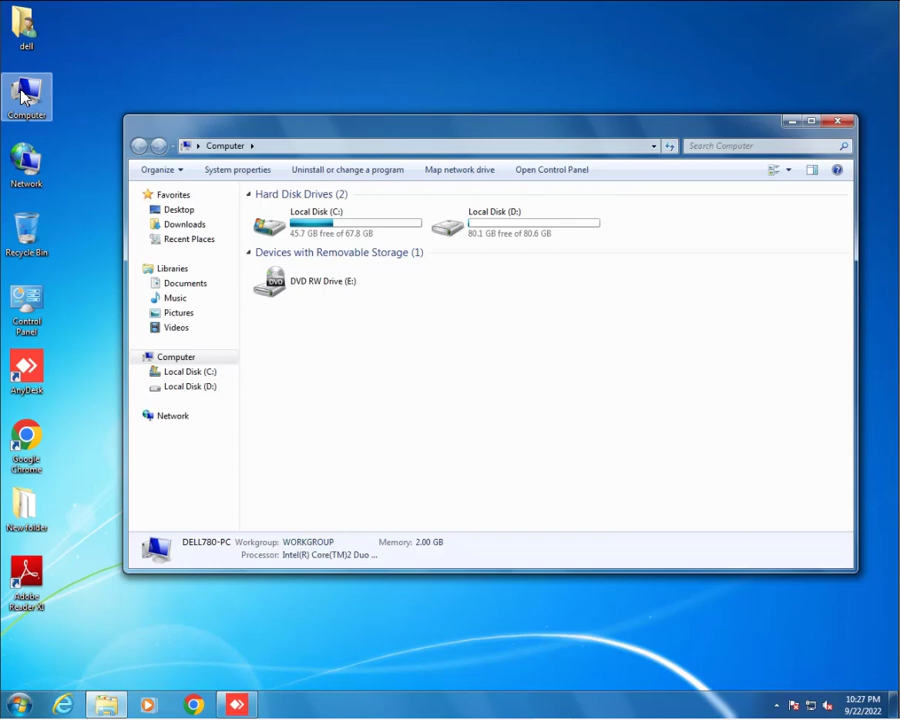 dell
Computer
Network
Recycle Bin
Control
Panel
AnyDesk
Google
Chrome
New folder
Adobe
Reader XI
Computer
Search Computer
Organize
System properties
Uninstall or change a program
Map network drive
Open Control Panel
Favorites
Desktop
Downloads
Recent Places
Libraries
Documents
Music
Pictures
Videos
Computer
Local Disk (C:)
Local Disk (D:)
Network
Hard Disk Drives (2)
Local Disk (C:)
45.7 GB free of 67.8 GB
Local Disk (D:)
80.1 GB free of 80.6 GB
Devices with Removable Storage (1)
DVD
DVD RW Drive (E:)
DELL780-PC Workgroup: WORKGROUP Memory: 2.00 GB
Processor: Intel(R) Core(TM)2 Duo ...
10:27 PM
9/22/2022